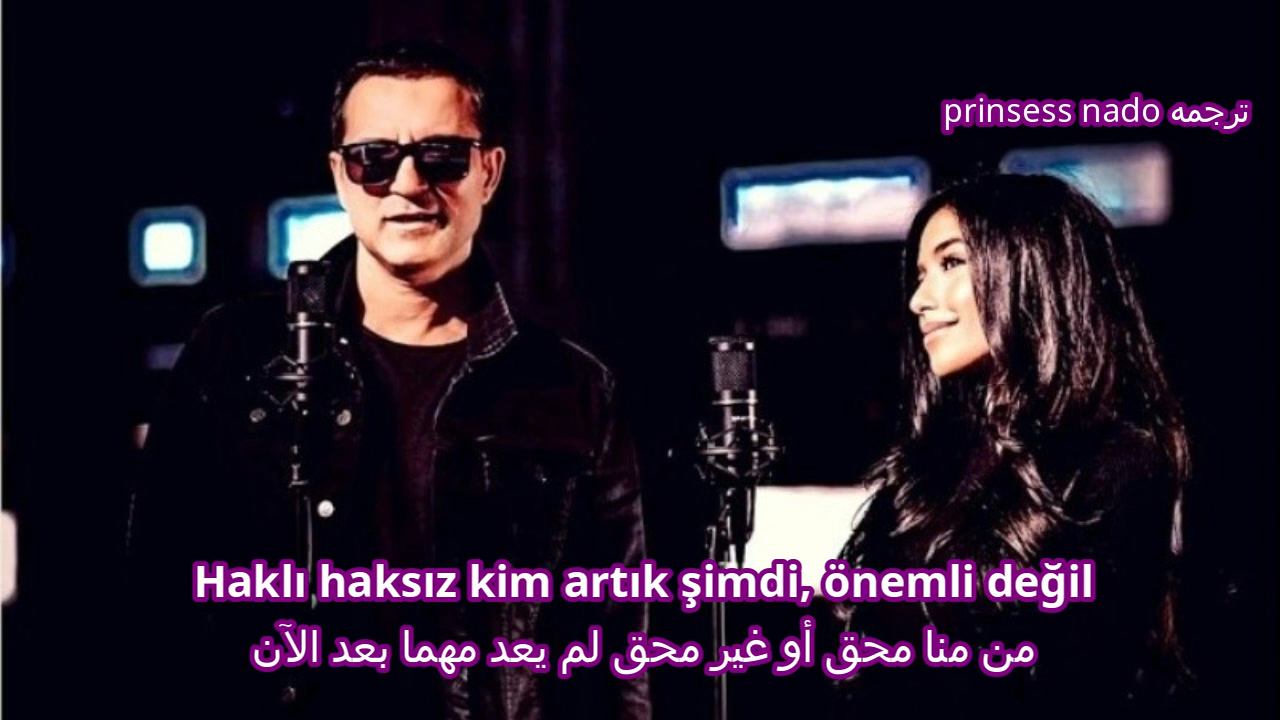 prinsess nado ترجمه
Haklı haksız kim artık şimdi, önemli değil
من منا محق أو غير محق لم يعد مهما بعد الآن